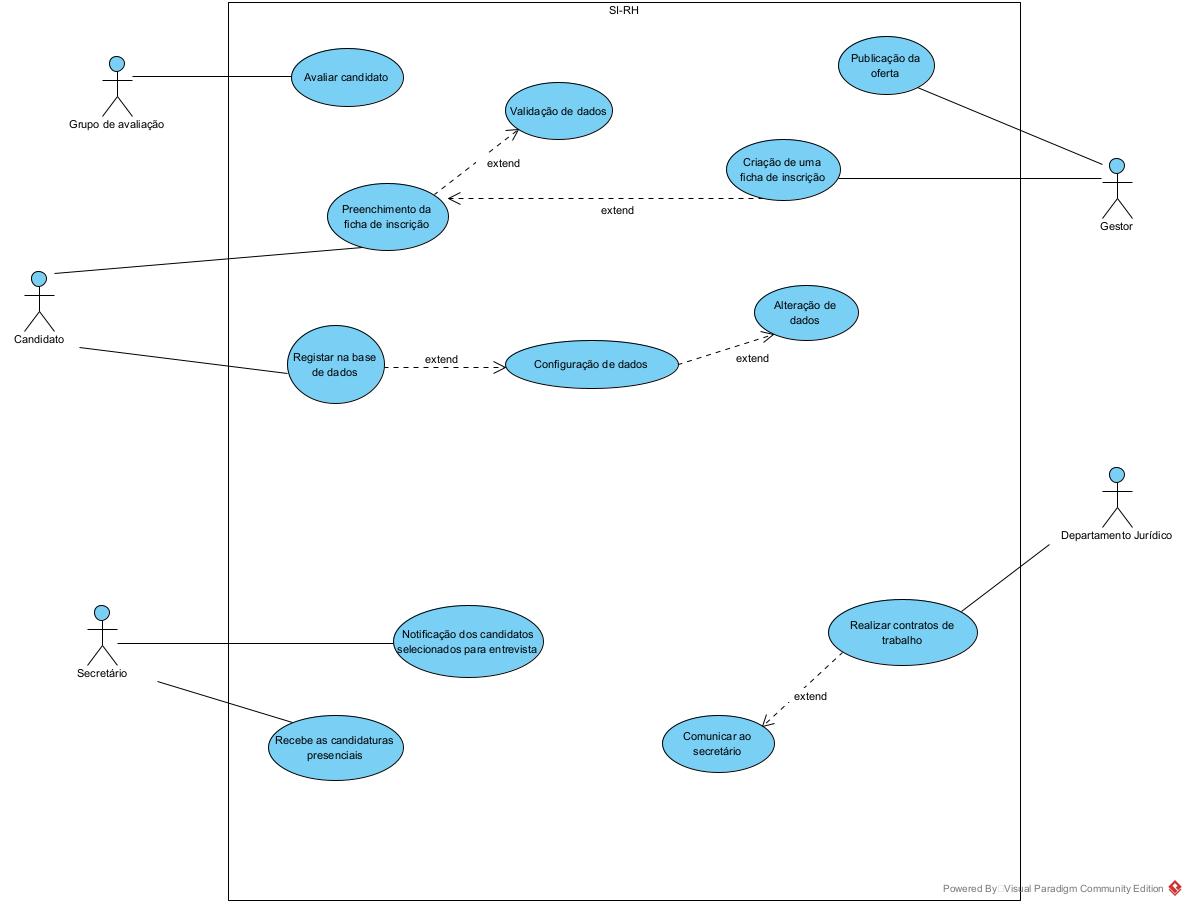 SI-RH
Publicação da
oferta
Avaliar candidato
Validação de dados
Grupo de avaliação
extend
Criação de uma
ficha de inscrição
Preenchimento da
ficha de inscrição
extend
Gestor
Alteração de
dados
Candidato
Registar na base
de dados
extend
Configuração de dados
extend
Departamento Jurídico
Realizar contratos de
trabalho
Notificação dos candidatos
selecionados para entrevista
Secretário
extend
Recebe as candidaturas
presenciais
Comunicar ao
secretário
Powered By Visual Paradigm Community Edition